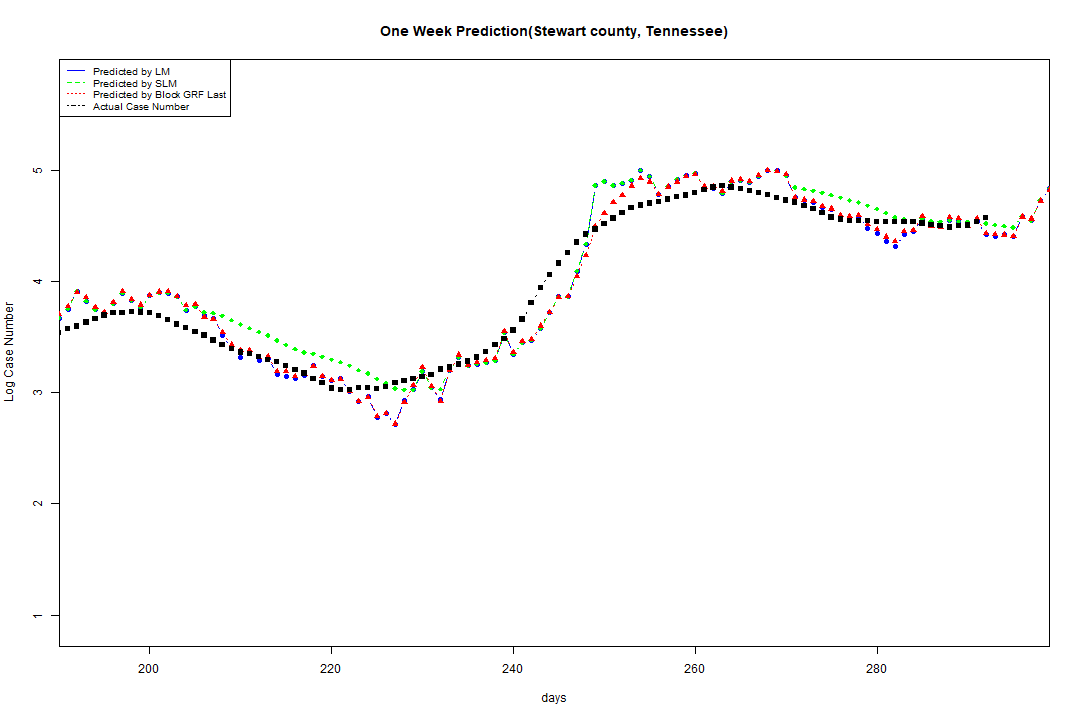 One Week Prediction(Stewart county, Tennessee)
Predicted by LM
Predicted by SLM
Predicted by Block GRF Last
Actual Case Number
5
4
3
2
1
Log Case Number
200 220 240 260 280
days